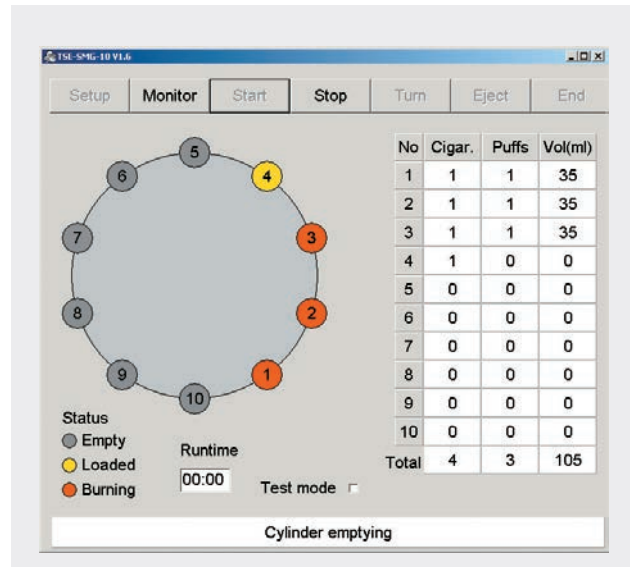 TSE-SMG-10 V1.6
Setup Monitor Start Stop Turn Eject End
5
6 4
7 3
8 2
9 1
10
Status
Empty
Loaded
Burning
Runtime
00:00
Test mode
No Cigar. Puffs Vol(ml)
1 1 1 35
2 1 1 35
3 1 1 35
4 1 0 0
5 0 0 0
6 0 0 0
7 0 0 0
8 0 0 0
9 0 0 0
10 0 0 0
Total 4 3 105
Cylinder emptying